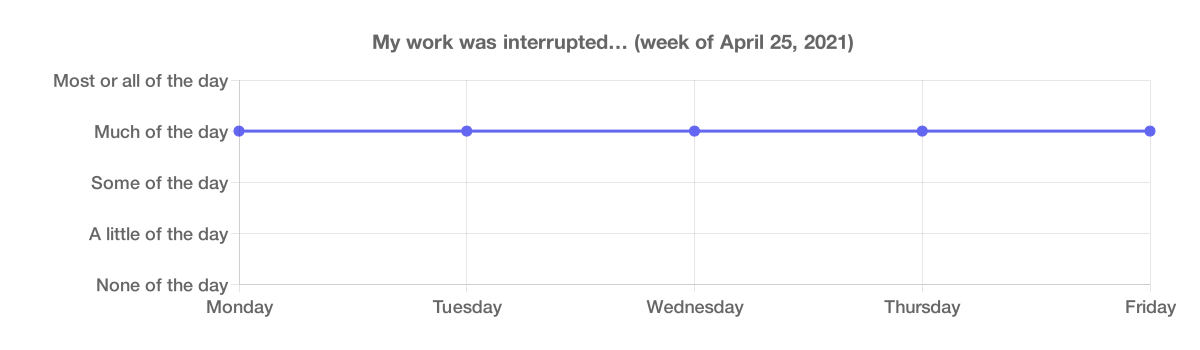 My work was interrupted… (week of April 25, 2021)
Most or all of the day
Much of the day
Some of the day
A little of the day
None of the day
Monday Tuesday Wednesday Thursday Friday